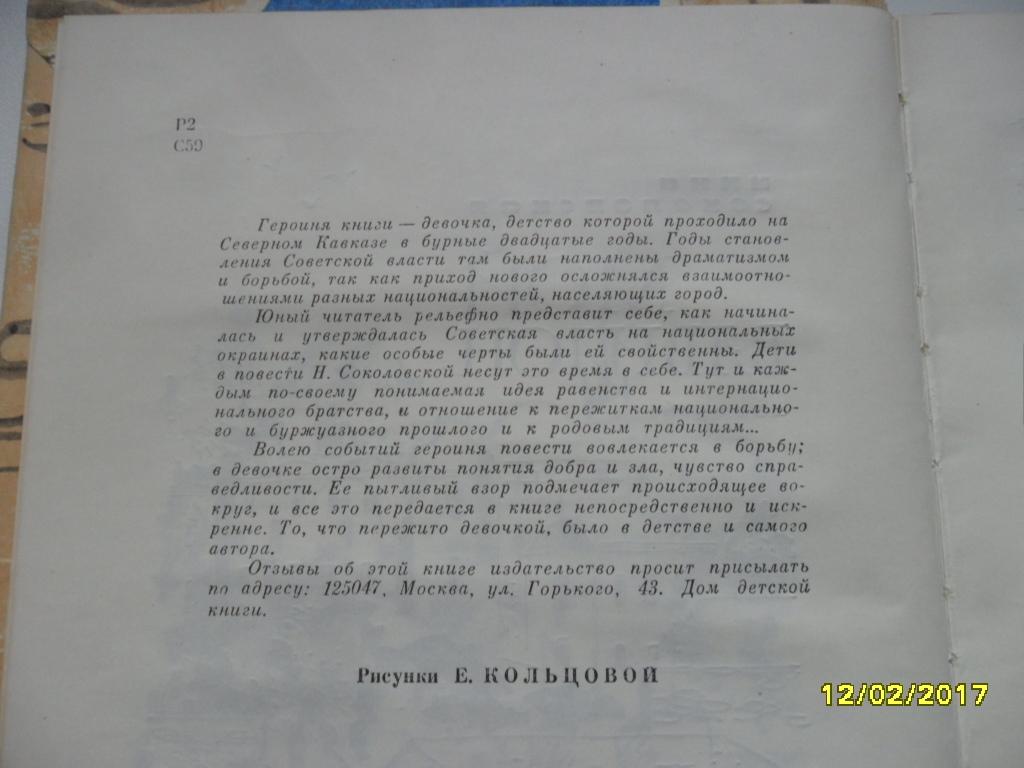 Р2
С59
Героиня книги — девочка, детство которой проходило на
Северном Кавказе в бурные двадцатые годы. Годы станов-
ления Советской власти там были наполнены драматизмом
и борьбой, так как приход нового осложнялся взаимоотно-
шениями разных национальностей, населяющих город.
Юный читатель рельефно представит себе, как начина-
лась и утверждалась Советская власть на национальных
окраинах, какие особые черты были ей свойственны. Дети
в повести Н. Соколовской несут это время в себе. Тут и каж-
дым по-своему понимаемая идея равенства и интернацио-
нального братства, и отношение к пережиткам национально-
го и буржуазного прошлого и к родовым традициям...
Волею событий героиня повести вовлекается в борьбу;
в девочке остро развиты понятия добра и зла, чувство спра-
ведливости. Ее пытливый взор подмечает происходящее во-
круг, и все это передается в книге непосредственно и иск-
ренне. То, что пережито девочкой, было в детстве и самого
автора.
Отзывы об этой книге издательство просит присылать
по адресу: 125047, Москва, ул. Горького, 43. Дом детской
книги.
Рисунки Е. КОЛЬЦОВОЙ
12/02/2017